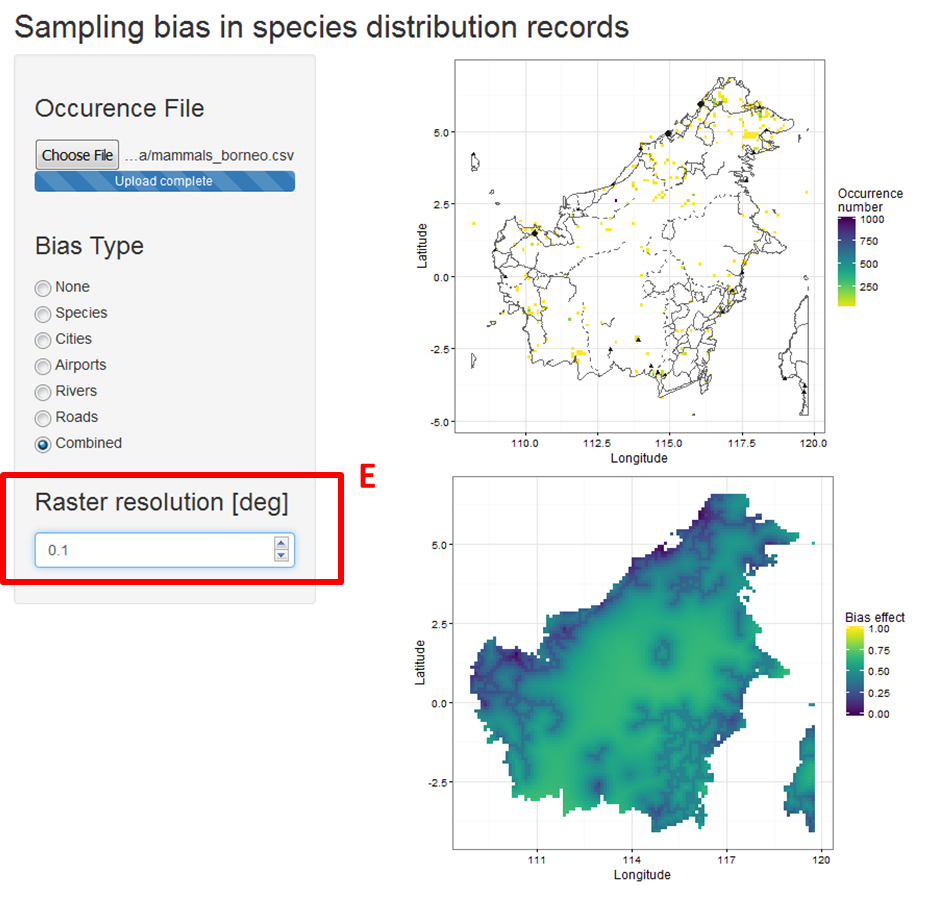 Sampling bias in species distribution records
Occurence File
Choose File ...a/mammals_borneo.csv
Upload complete
Bias Type
None
Species
Cities
Airports
Rivers
Roads
Combined
E
Raster resolution [deg]
0.1
5.0
2.5
0.0
-2.5
-5.0
Latitude
110.0 112.5 115.0 117.5 120.0
Longitude
Occurrence
number
1000
750
500
250
5.0
2.5
0.0
-2.5
Latitude
111 114 117 120
Longitude
Bias effect
1.00
0.75
0.50
0.25
0.00